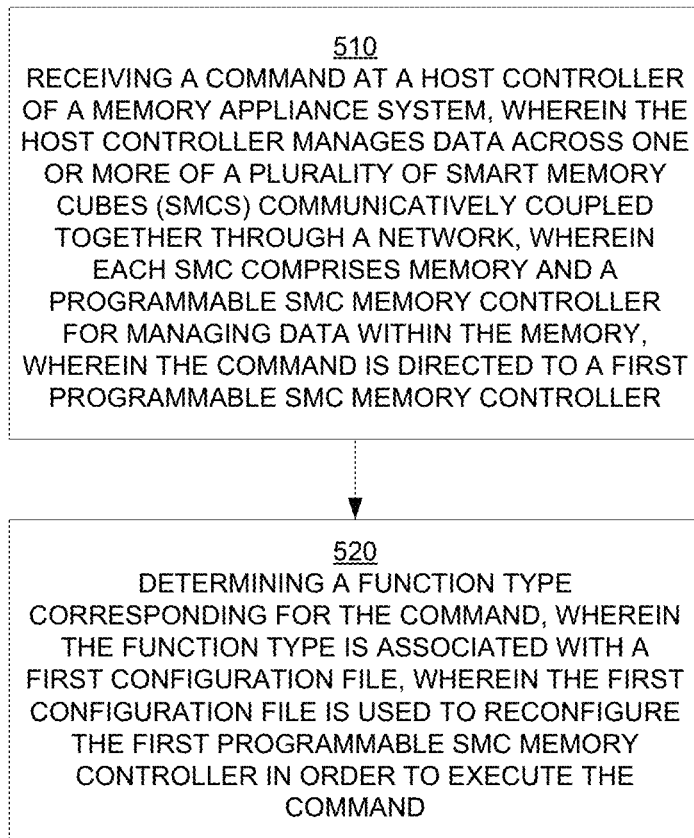 510
RECEIVING A COMMAND AT A HOST CONTROLLER
OF A MEMORY APPLIANCE SYSTEM, WHEREIN THE
HOST CONTROLLER MANAGES DATA ACROSS ONE
OR MORE OF A PLURALITY OF SMART MEMORY
CUBES (SMCS) COMMUNICATIVELY COUPLED
TOGETHER THROUGH A NETWORK, WHEREIN
EACH SMC COMPRISES MEMORY AND A
PROGRAMMABLE SMC MEMORY CONTROLLER
FOR MANAGING DATA WITHIN THE MEMORY,
WHEREIN THE COMMAND IS DIRECTED TO A FIRST
PROGRAMMABLE SMC MEMORY CONTROLLER
520
DETERMINING A FUNCTION TYPE
CORRESPONDING FOR THE COMMAND, WHEREIN
THE FUNCTION TYPE IS ASSOCIATED WITH A
FIRST CONFIGURATION FILE, WHEREIN THE FIRST
CONFIGURATION FILE IS USED TO RECONFIGURE
THE FIRST PROGRAMMABLE SMC MEMORY
CONTROLLER IN ORDER TO EXECUTE THE
COMMAND